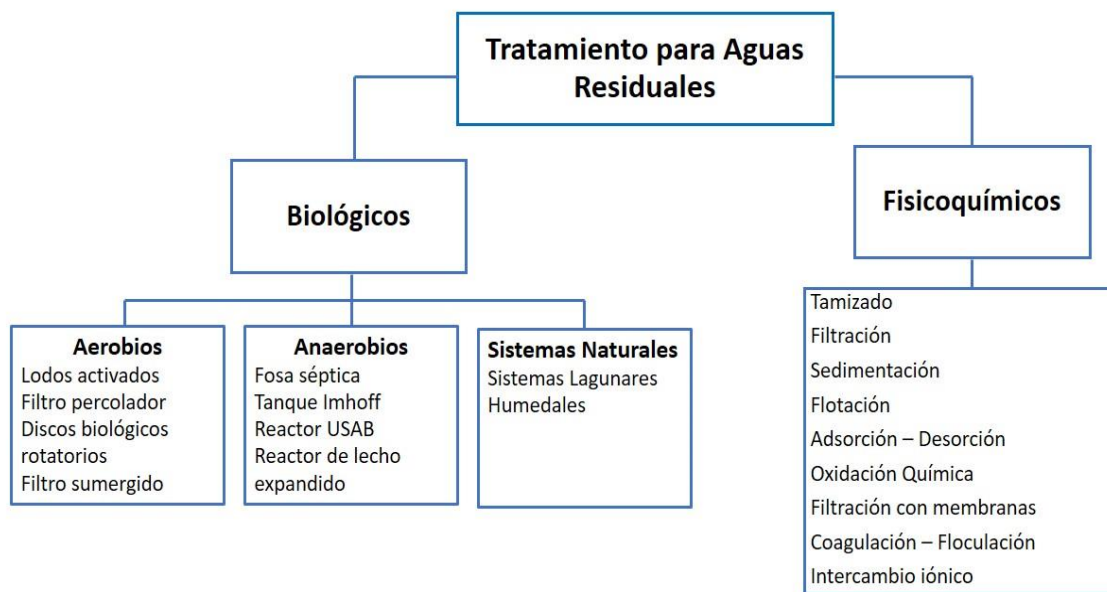 Tratamiento para Aguas
Residuales
Biológicos
Fisicoquímicos
Aerobios
Lodos activados
Filtro percolador
Discos biológicos
rotatorios
Filtro sumergido
Anaerobios
Fosa séptica
Tanque Imhoff
Reactor USAB
Reactor de lecho
expandido
Sistemas Naturales
Sistemas Lagunares
Humedales
Tamizado
Filtración
Sedimentación
Flotación
Adsorción – Desorción
Oxidación Química
Filtración con membranas
Coagulación – Floculación
Intercambio iónico